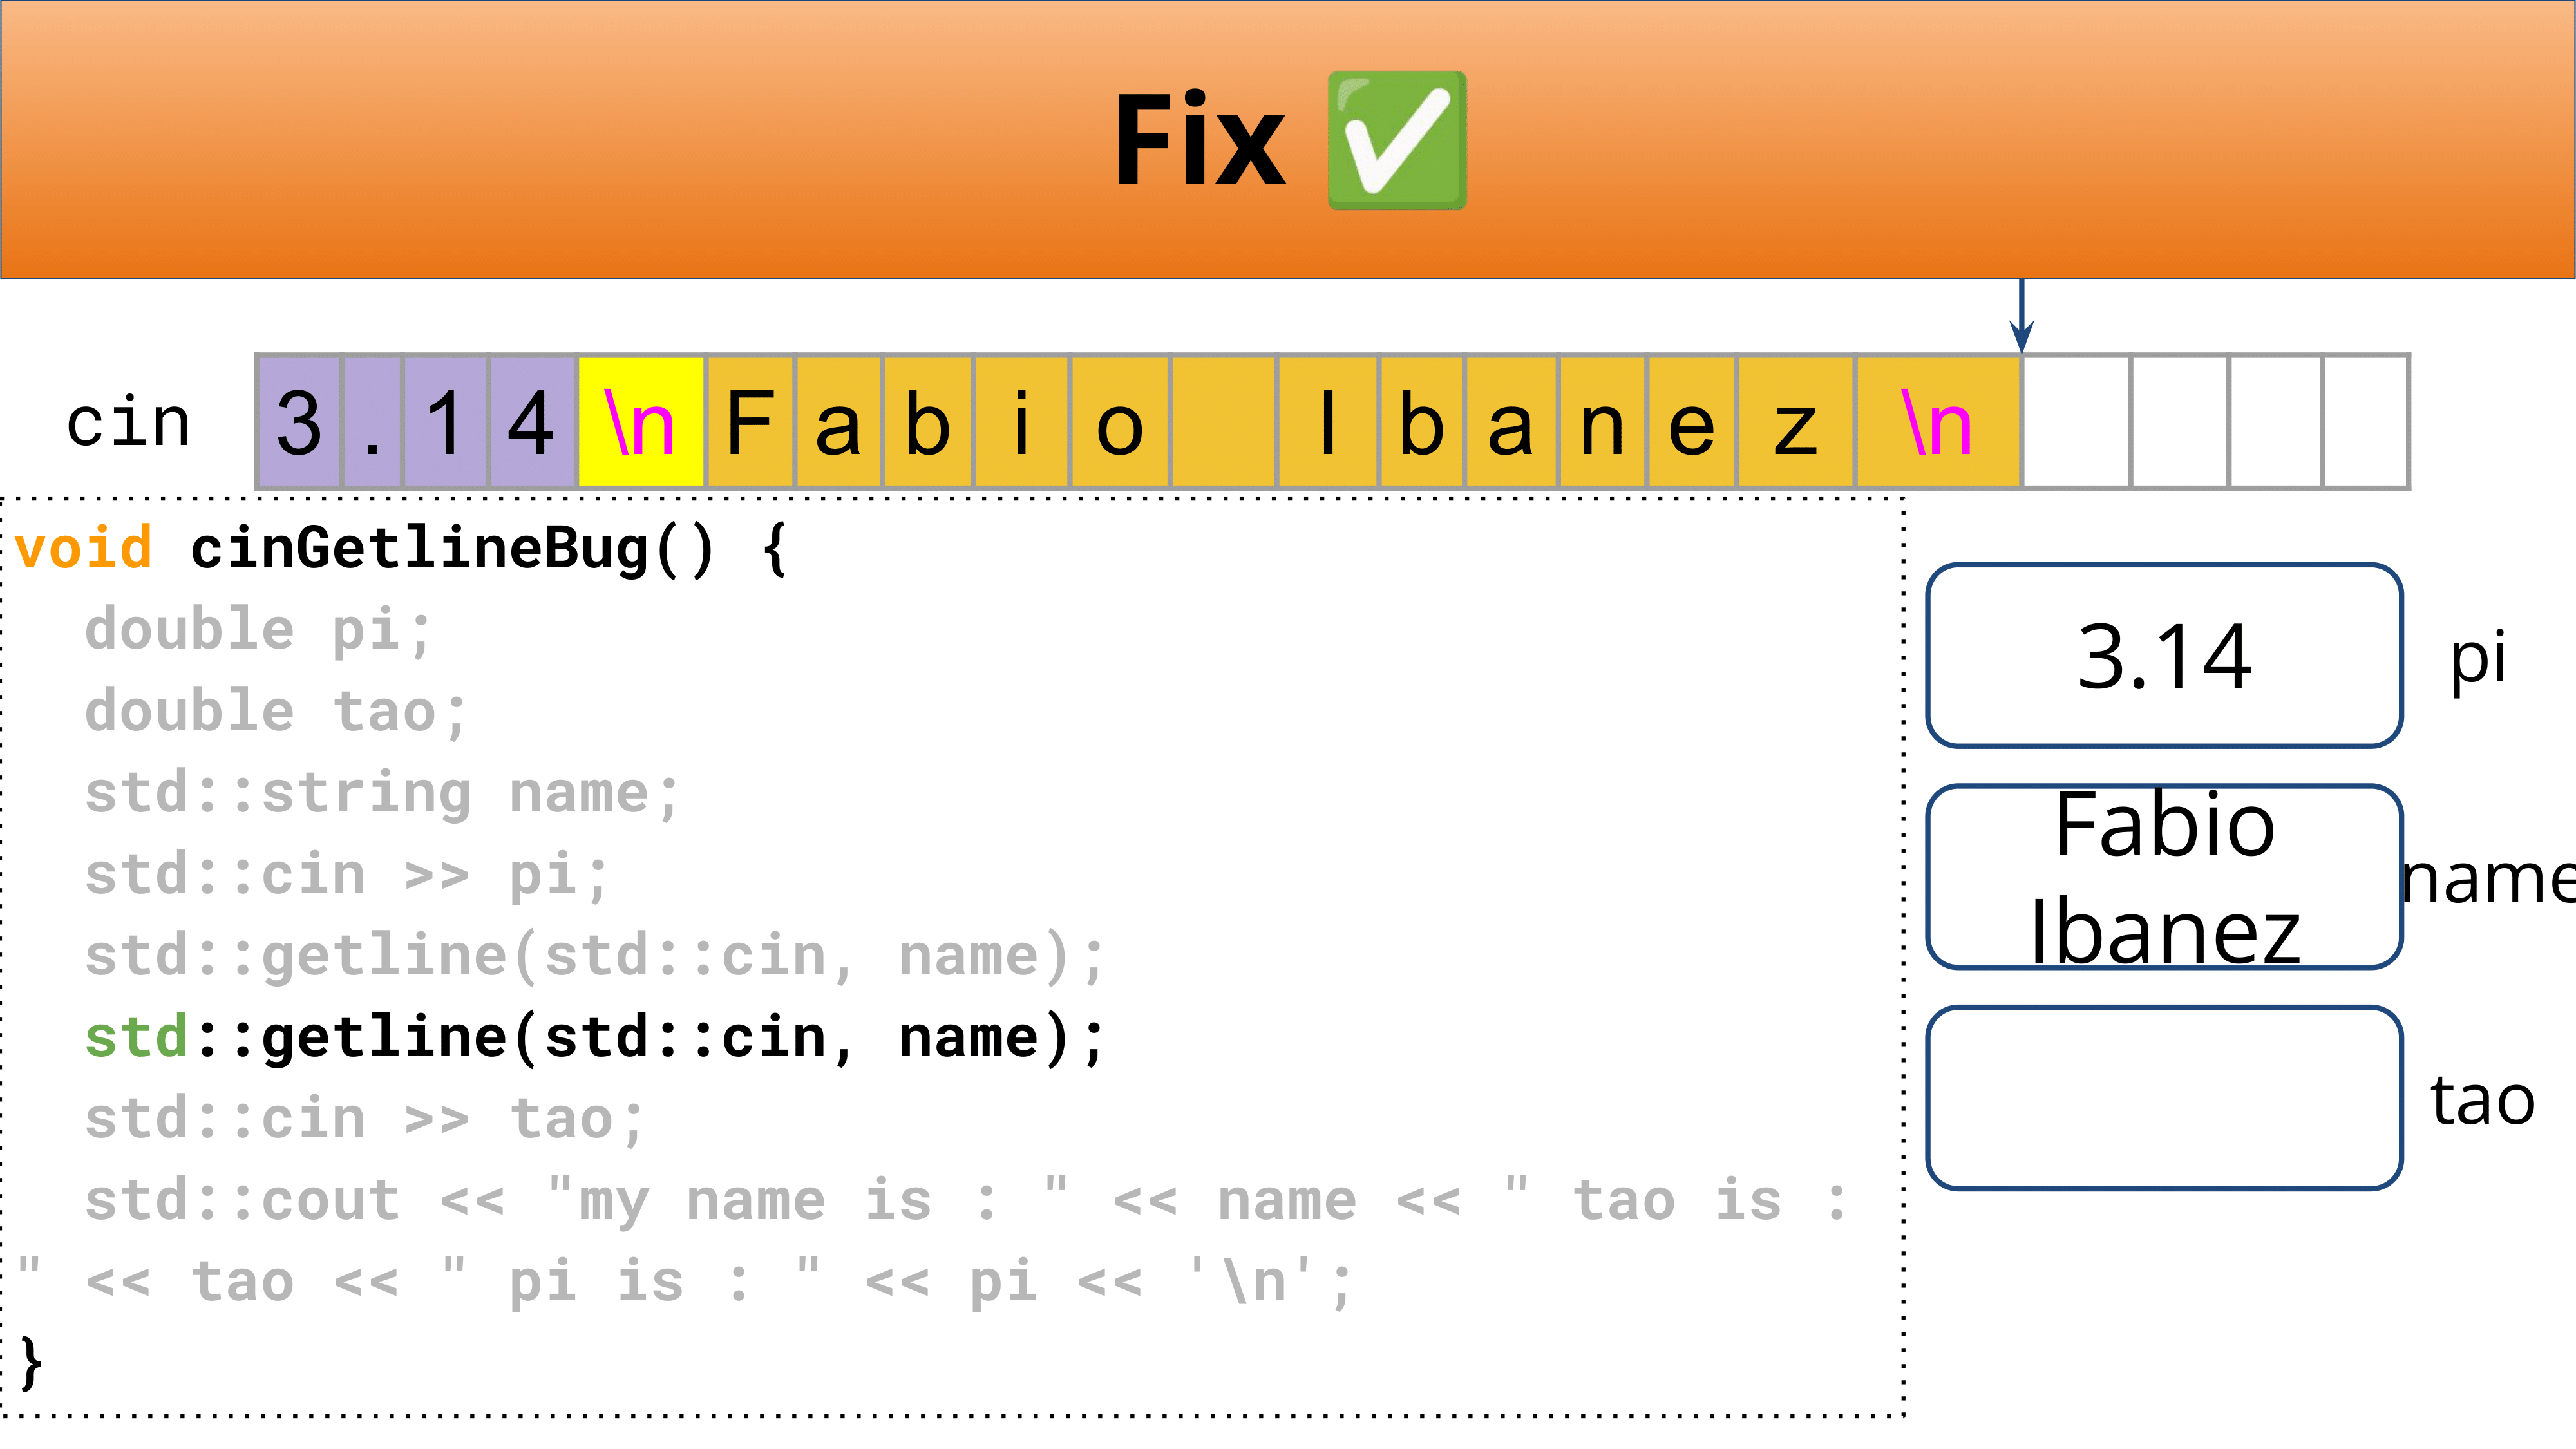 Fix ✅
cin 3 . 1 4 \n F a b i o I b a n e z \n
void cinGetlineBug() {
  double pi;
  double tao;
  std::string name;
  std::cin >> pi;
  std::getline(std::cin, name);
  std::getline(std::cin, name);
  std::cin >> tao;
  std::cout << "my name is : " << name << " tao is :
" << tao << " pi is : " << pi << '\n';
}
3.14 pi
Fabio
Ibanez
name
tao